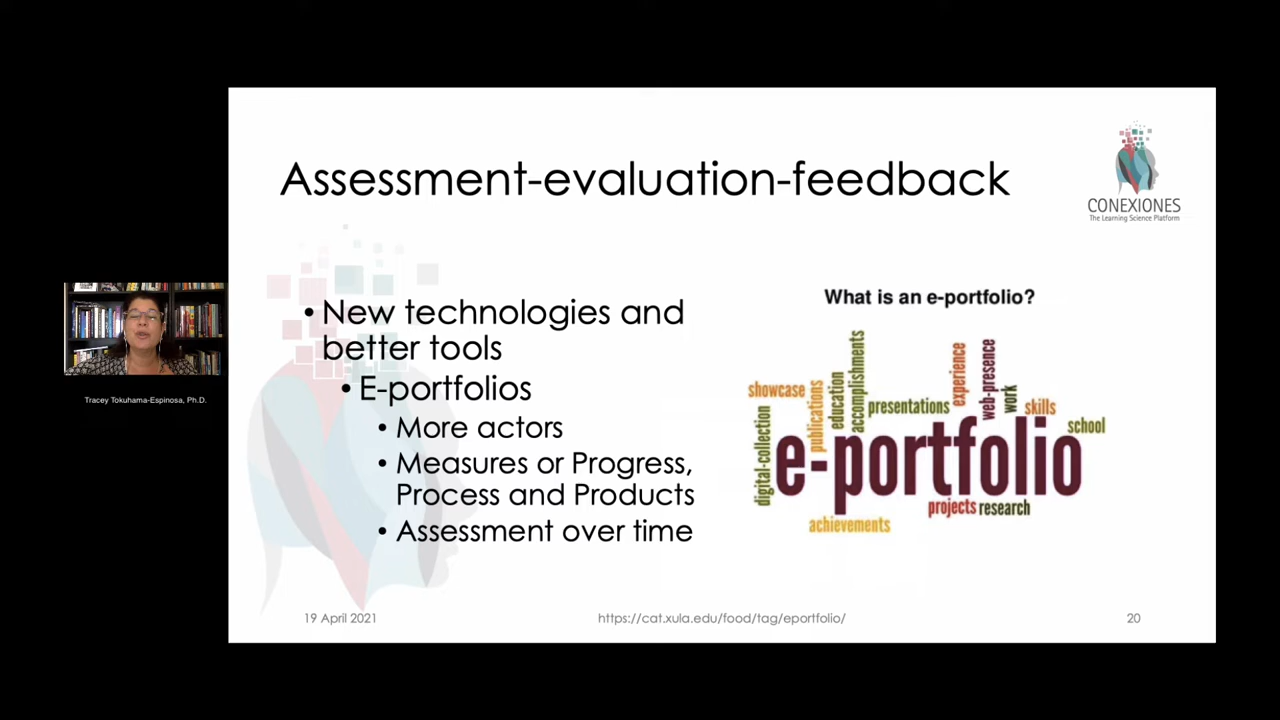 Assessment-evaluation-feedback
CONEXIONES
The Learning Science Platform
• New technologies and
better tools
• E-portfolios
• More actors
• Measures or Progress,
Process and Products
• Assessment over time
What is an e-portfolio?
showcase
digital-collection
publications
education
accomplishments
presentations
experience
web-presence
work
skills
school
e-portfolio
projects research
achievements
Tracey Tokuhama-Espinosa, Ph.D.
19 April 2021
https://cat.xula.edu/food/tag/eportfolio/
20